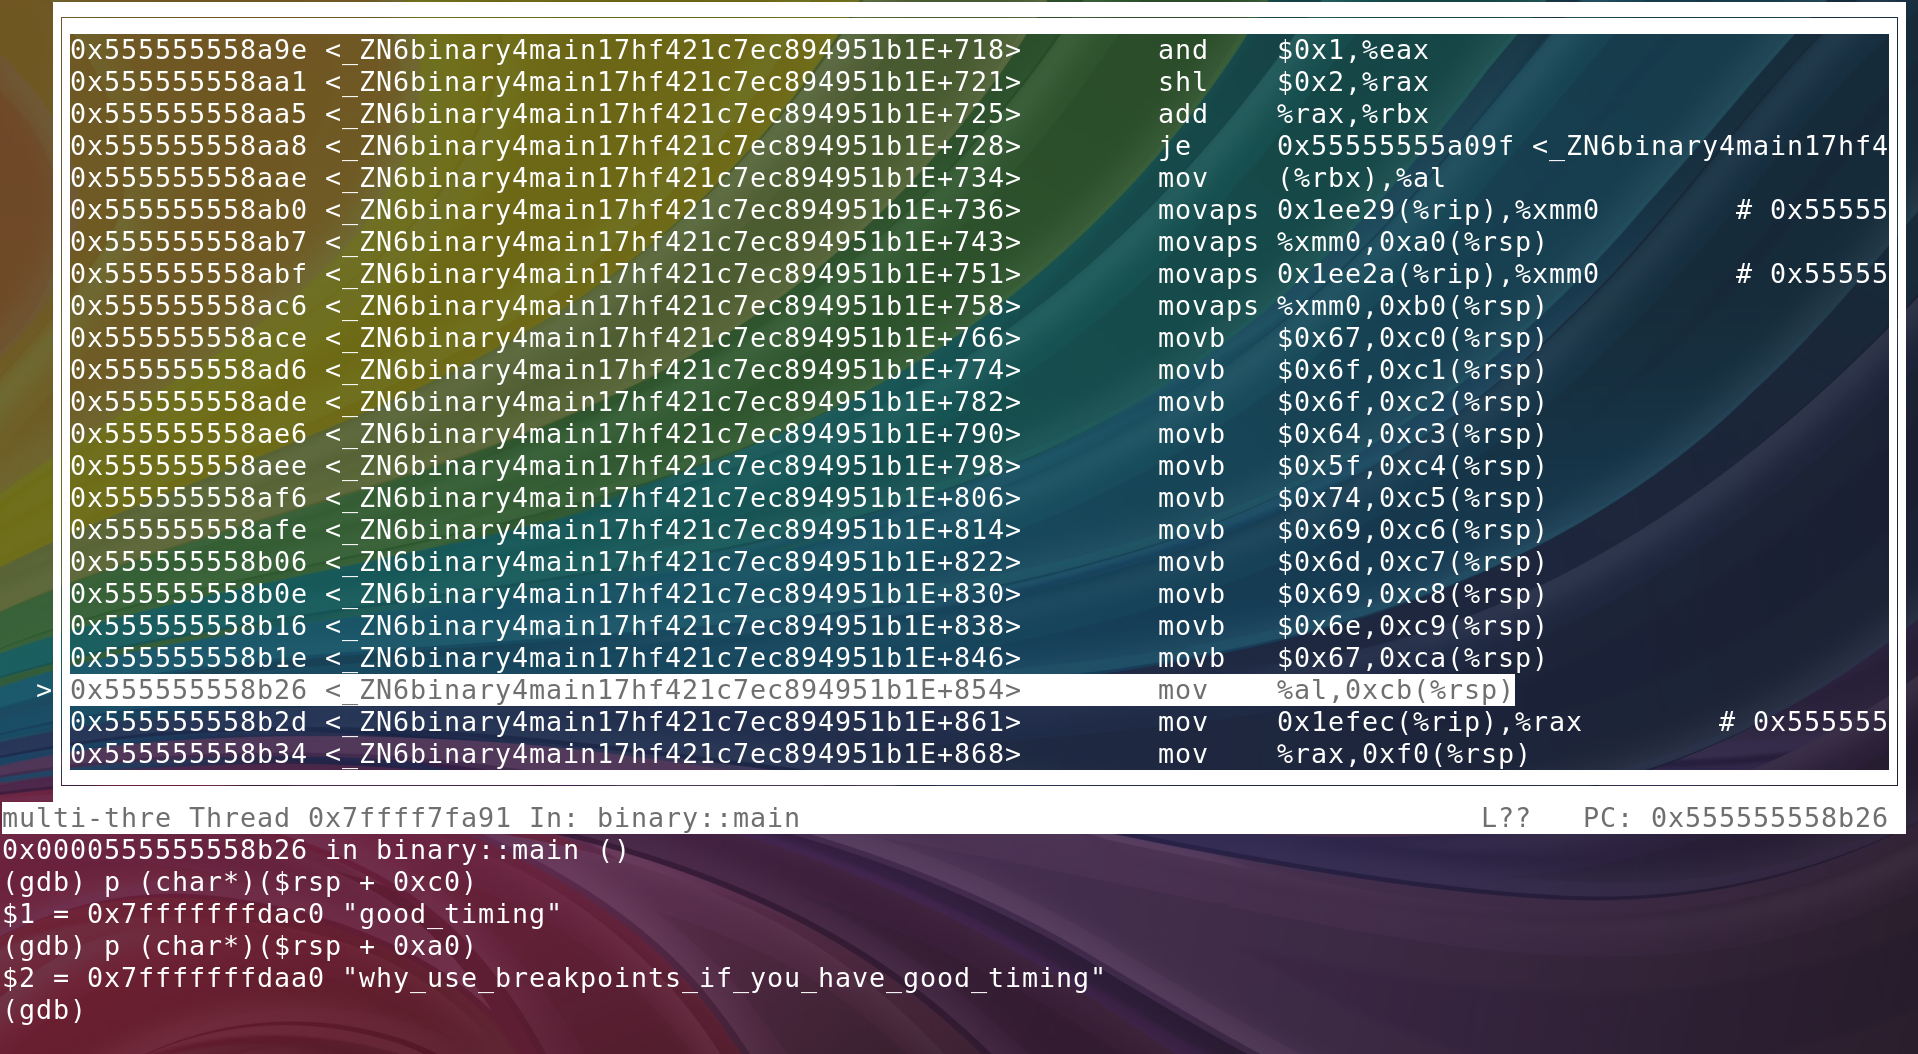 0x555555558a9e <_ZN6binary4main17hf421c7ec894951b1E+718>        and    $0x1,%eax
0x555555558aa1 <_ZN6binary4main17hf421c7ec894951b1E+721>        shl    $0x2,%rax
0x555555558aa5 <_ZN6binary4main17hf421c7ec894951b1E+725>        add    %rax,%rbx
0x555555558aa8 <_ZN6binary4main17hf421c7ec894951b1E+728>        je     0x55555555a09f <_ZN6binary4main17hf4
0x555555558aae <_ZN6binary4main17hf421c7ec894951b1E+734>        mov    (%rbx),%al
0x555555558ab0 <_ZN6binary4main17hf421c7ec894951b1E+736>        movaps 0x1ee29(%rip),%xmm0        # 0x55555
0x555555558ab7 <_ZN6binary4main17hf421c7ec894951b1E+743>        movaps %xmm0,0xa0(%rsp)
0x555555558abf <_ZN6binary4main17hf421c7ec894951b1E+751>        movaps 0x1ee2a(%rip),%xmm0        # 0x55555
0x555555558ac6 <_ZN6binary4main17hf421c7ec894951b1E+758>        movaps %xmm0,0xb0(%rsp)
0x555555558ace <_ZN6binary4main17hf421c7ec894951b1E+766>        movb   $0x67,0xc0(%rsp)
0x555555558ad6 <_ZN6binary4main17hf421c7ec894951b1E+774>        movb   $0x6f,0xc1(%rsp)
0x555555558ade <_ZN6binary4main17hf421c7ec894951b1E+782>        movb   $0x6f,0xc2(%rsp)
0x555555558ae6 <_ZN6binary4main17hf421c7ec894951b1E+790>        movb   $0x64,0xc3(%rsp)
0x555555558aee <_ZN6binary4main17hf421c7ec894951b1E+798>        movb   $0x5f,0xc4(%rsp)
0x555555558af6 <_ZN6binary4main17hf421c7ec894951b1E+806>        movb   $0x74,0xc5(%rsp)
0x555555558afe <_ZN6binary4main17hf421c7ec894951b1E+814>        movb   $0x69,0xc6(%rsp)
0x555555558b06 <_ZN6binary4main17hf421c7ec894951b1E+822>        movb   $0x6d,0xc7(%rsp)
0x555555558b0e <_ZN6binary4main17hf421c7ec894951b1E+830>        movb   $0x69,0xc8(%rsp)
0x555555558b16 <_ZN6binary4main17hf421c7ec894951b1E+838>        movb   $0x6e,0xc9(%rsp)
0x555555558b1e <_ZN6binary4main17hf421c7ec894951b1E+846>        movb   $0x67,0xca(%rsp)
> 0x555555558b26 <_ZN6binary4main17hf421c7ec894951b1E+854>        mov    %al,0xcb(%rsp)
0x555555558b2d <_ZN6binary4main17hf421c7ec894951b1E+861>        mov    0x1efec(%rip),%rax        # 0x555555
0x555555558b34 <_ZN6binary4main17hf421c7ec894951b1E+868>        mov    %rax,0xf0(%rsp)
multi-thre Thread 0x7ffff7fa91 In: binary::main        L??   PC: 0x555555558b26
0x0000555555558b26 in binary::main ()
(gdb) p (char*)($rsp + 0xc0)
$1 = 0x7fffffffdac0 "good_timing"
(gdb) p (char*)($rsp + 0xa0)
$2 = 0x7fffffffdaa0 "why_use_breakpoints_if_you_have_good_timing"
(gdb)